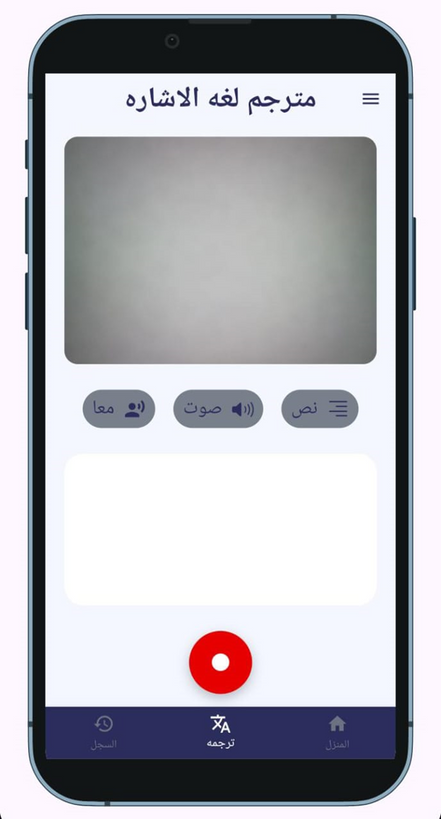 مترجم لغه الاشاره
نص
صوت
معا
المنزل
ترجمه
السجل